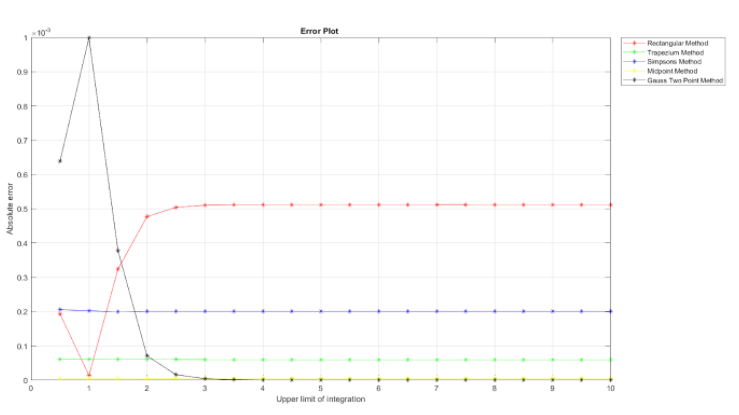 Error Plot
×10⁻³
1
0.9
0.8
0.7
0.6
0.5
0.4
0.3
0.2
0.1
0
Absolute error
0 1 2 3 4 5 6 7 8 9 10
Upper limit of integration
Rectangular Method
Trapezium Method
Simpsons Method
Midpoint Method
Gauss Two Point Method